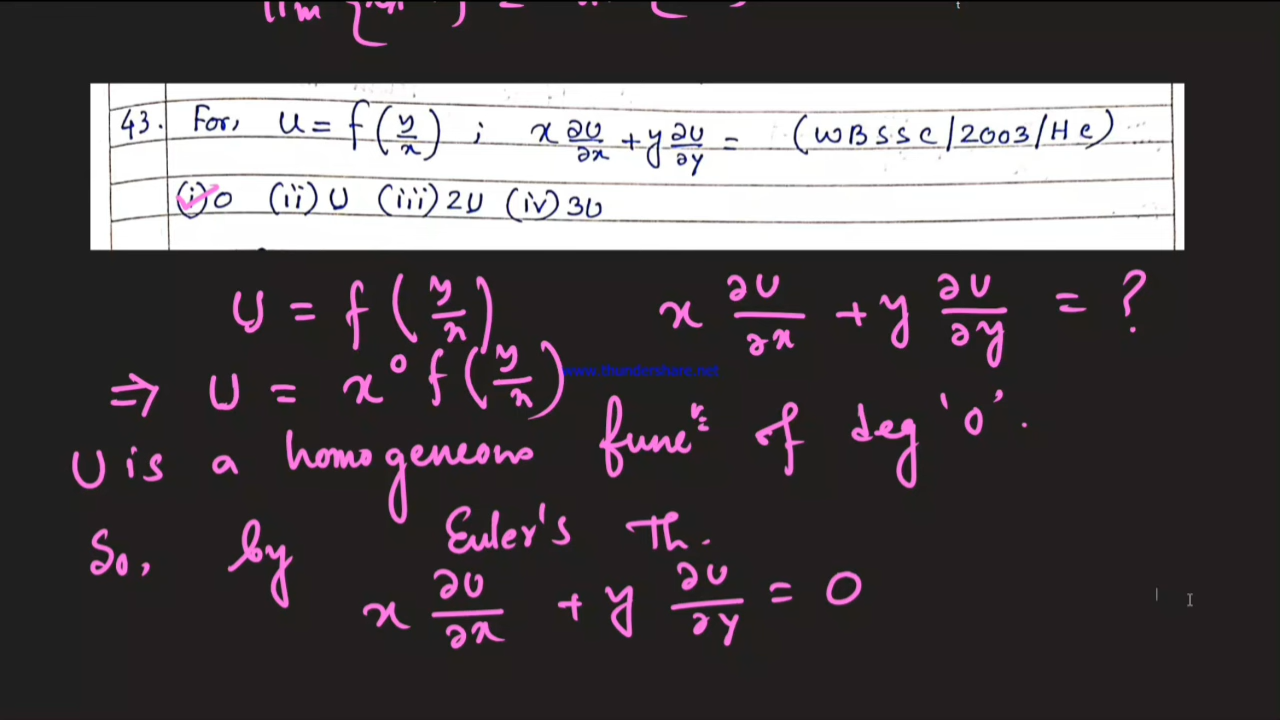 43. For, U = f(y/x) ; x ∂U/∂x + y ∂U/∂y = (WBSSC/2003/HC)
(i) 0 (ii) U (iii) 2U (iv) 3U
U = f(y/x) x ∂U/∂x + y ∂U/∂y = ?
⇒ U = x⁰ f(y/x)
www.thundershare.net
U is a homogeneous funcⁿ of deg '0'.
So, by Euler's Th.
x ∂U/∂x + y ∂U/∂y = 0